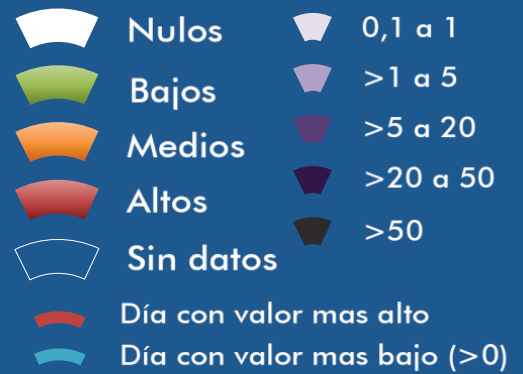 Nulos
Bajos
Medios
Altos
Sin datos
0,1 a 1
>1 a 5
>5 a 20
>20 a 50
>50
Día con valor mas alto
Día con valor mas bajo (>0)